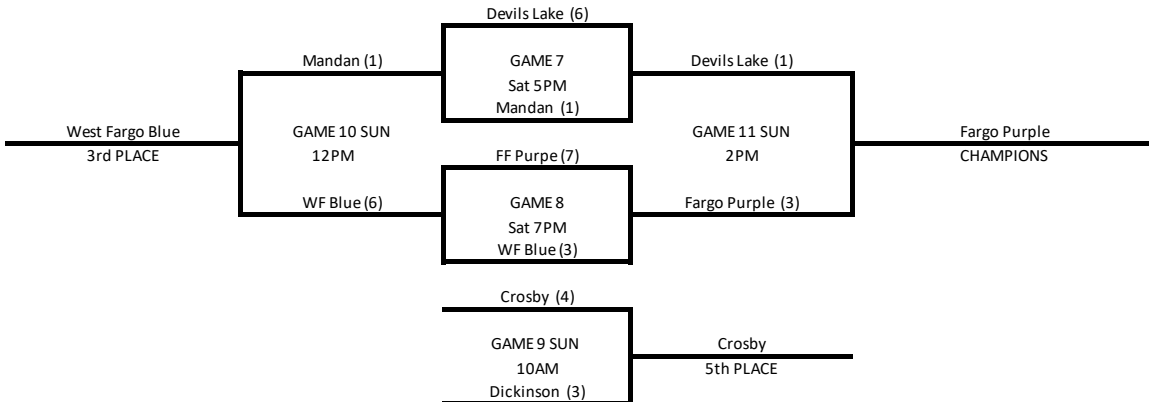 Devils Lake (6)
Mandan (1)
GAME 7
Devils Lake (1)
Sat 5PM
Mandan (1)
West Fargo Blue
GAME 10 SUN
GAME 11 SUN
Fargo Purple
3rd PLACE
12PM
FF Purpe (7)
2PM
CHAMPIONS
WF Blue (6)
GAME 8
Fargo Purple (3)
Sat 7PM
WF Blue (3)
Crosby (4)
GAME 9 SUN
Crosby
10AM
5th PLACE
Dickinson (3)